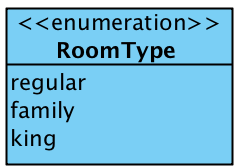 <<enumeration>>
RoomType
regular
family
king